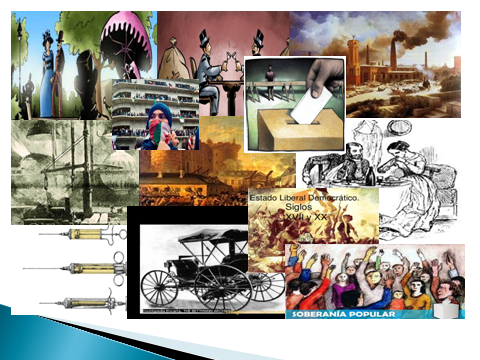 Estado Liberal Democrático.
Siglos
XVII y XX
SOBERANÍA POPULAR